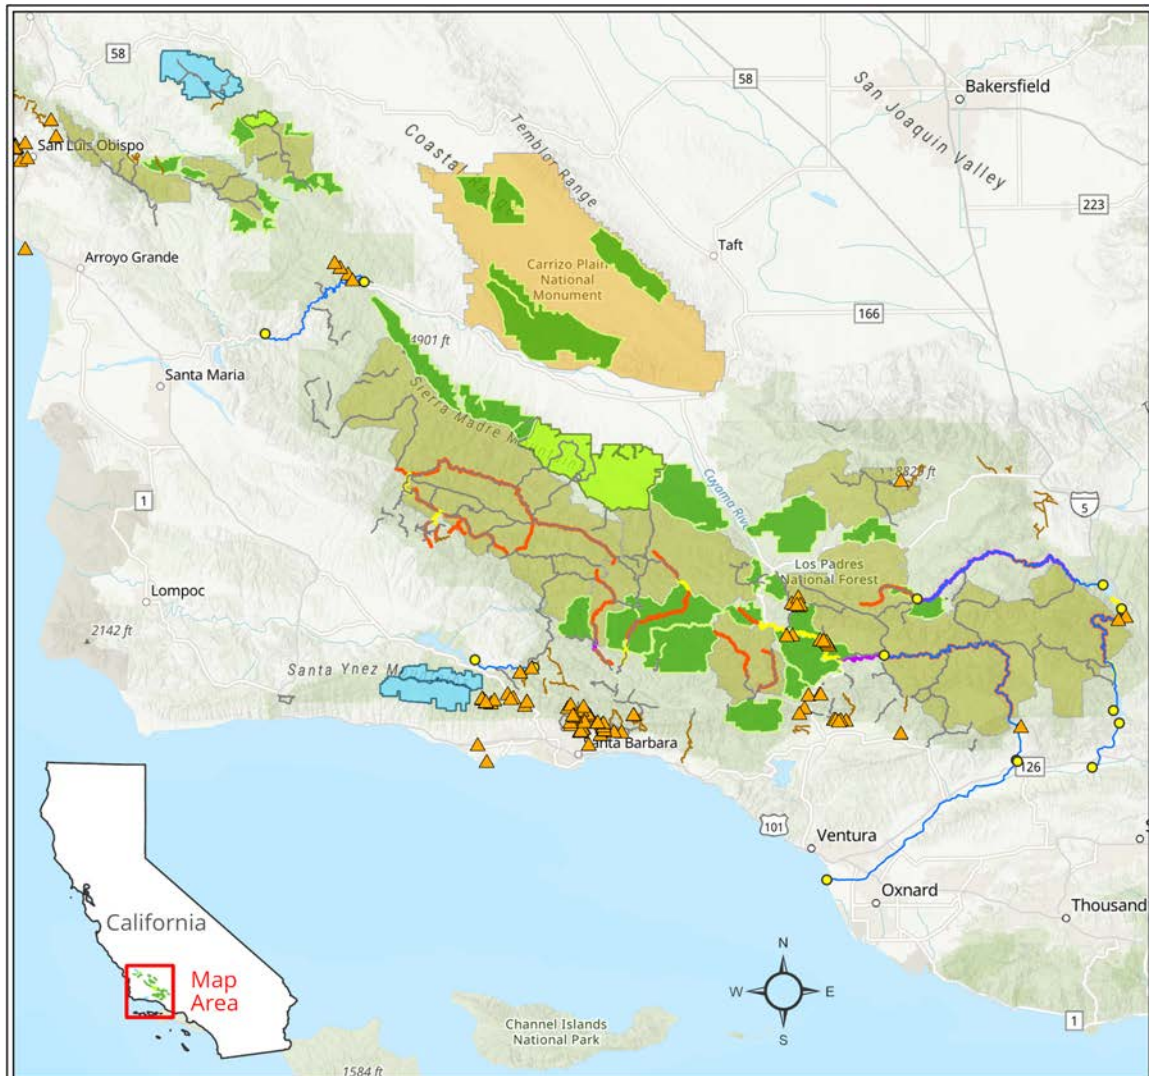 58
58
Bakersfield
San Joaquin Valley
Temblor Range
Coastal
San Luis Obispo
223
Taft
Arroyo Grande
Carrizo Plain
National
Monument
166
4901 ft
Santa Maria
Sierra Madre
8826 ft
Cuyama River
1
5
Los Padres
National Forest
Lompoc
2142 ft
Santa Ynez
Santa Barbara
126
101
Ventura
Oxnard
Thousand
California
Map
Area
N
W
E
S
Channel Islands
National Park
1
1584 ft